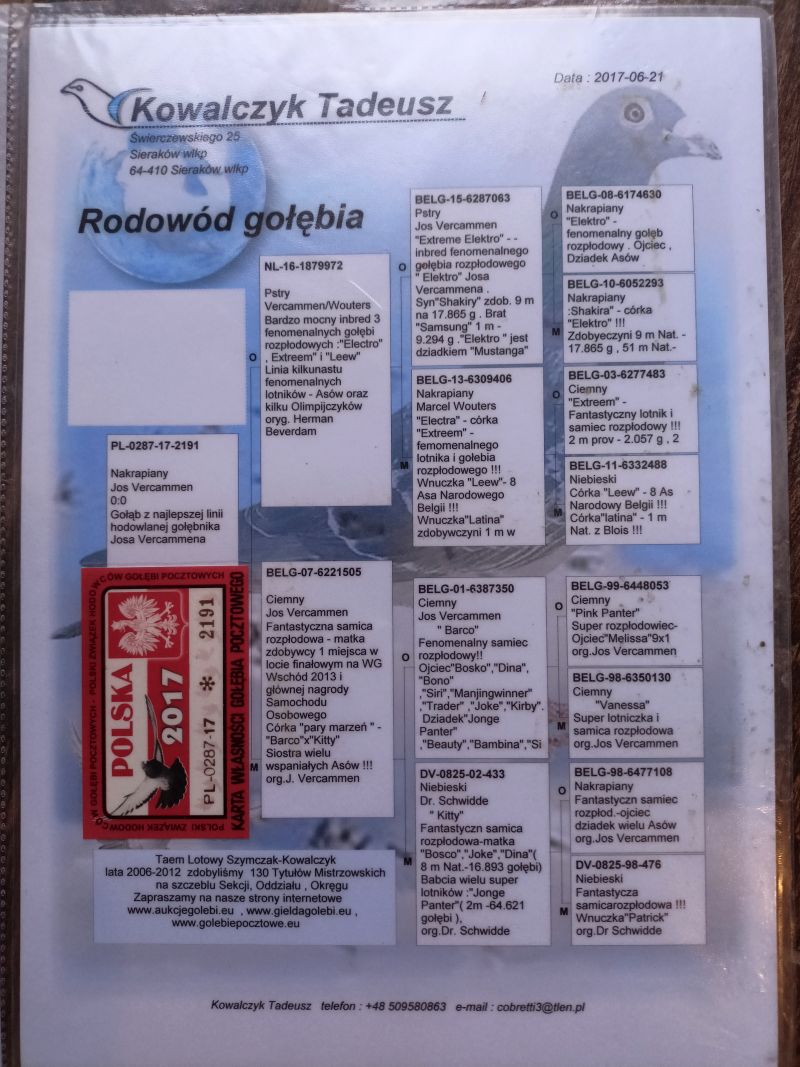 Data : 2017-06-21
Kowalczyk Tadeusz
Świerczewskiego 25
Sieraków wlkp
64-410 Sieraków wlkp
Rodowód gołębia
PL-0287-17-2191
Nakrapiany
Jos Vercammen
0:0
Gołąb z najlepszej linii
hodowlanej gołębnika
Josa Vercammena
O
NL-16-1879972
Pstry
Vercammen/Wouters
Bardzo mocny inbred 3
fenomenalnych gołębi
rozpłodowych :"Electro"
, Extreem" i "Leew"
Linia kilkunastu
fenomenalnych
lotników - Asów oraz
kilku Olimpijczyków
oryg. Herman
Beverdam
O
BELG-15-6287063
Pstry
Jos Vercammen
"Extreme Elektro" - -
inbred fenomenalnego
gołębia rozpłodowego
" Elektro" Josa
Vercammena .
Syn"Shakiry" zdob. 9 m
na 17.865 g . Brat
"Samsung" 1 m -
9.294 g ."Elektro " jest
dziadkiem "Mustanga"
O
BELG-08-6174630
Nakrapiany
"Elektro" -
fenomenalny golęb
rozpłodowy . Ojciec ,
Dziadek Asów
M
BELG-10-6052293
Nakrapiany
:Shakira" - córka
"Elektro" !!!
Zdobyeczyni 9 m Nat. -
17.865 g , 51 m Nat.-
M
BELG-13-6309406
Nakrapiany
Marcel Wouters
"Electra" - córka
"Extreem" -
femomenalnego
lotnika i gołebia
rozpłodowego !!!
Wnuczka "Leew"- 8
Asa Narodowego
Belgii !!!
Wnuczka"Latina"
zdobywczyni 1 m w
O
BELG-03-6277483
Ciemny
"Extreem" -
Fantastyczny lotnik i
samiec rozpłodowy !!!
2 m prov - 2.057 g , 2
M
BELG-11-6332488
Niebieski
Córka "Leew" - 8 As
Narodowy Belgii !!!
Córka"latina" - 1 m
Nat. z Blois !!!
M
BELG-07-6221505
Ciemny
Jos Vercammen
Fantastyczna samica
rozpłodowa - matka
zdobywcy 1 miejsca w
locie finałowym na WG
Wschód 2013 i
głównej nagrody
Samochodu
Osobowego
Córka "pary marzeń " -
"Barco"x"Kitty"
Siostra wielu
wspaniałych Asów !!!
org.J. Vercammen
O
BELG-01-6387350
Ciemny
Jos Vercammen
" Barco"
Fenomenalny samiec
rozpłodowy!!
Ojciec"Bosko","Dina",
"Bono"
,"Siri","Manjingwinner"
,"Trader" ,"Joke","Kirby".
Dziadek"Jonge
Panter"
,"Beauty","Bambina","Si
O
BELG-99-6448053
Ciemny
"Pink Panter"
Super rozpłodowiec-
Ojciec"Melissa"9x1
org.Jos Vercammen
M
BELG-98-6350130
Ciemny
"Vanessa"
Super lotniczka i
samica rozpłodowa
org.Jos Vercammen
M
DV-0825-02-433
Niebieski
Dr. Schwidde
" Kitty"
Fantastyczn samica
rozpłodowa-matka
"Bosco","Joke","Dina"(
8 m Nat.-16.893 gołębi)
Babcia wielu super
lotników :"Jonge
Panter"( 2m -64.621
gołębi ),
org.Dr. Schwidde
O
BELG-98-6477108
Nakrapiany
Fantastyczn samiec
rozpłod.-ojciec
dziadek wielu Asów
org.Jos Vercammen
M
DV-0825-98-476
Niebieski
Fantastycza
samicarozpłodowa !!!
Wnuczka"Patrick"
org.Dr Schwidde
POLSKI ZWIĄZEK HODOWCÓW GOŁĘBI POCZTOWYCH - POLSKI ZWIĄZEK HODOWCÓW GOŁĘBI POCZTOWYCH
POLSKA
2017
PL-0287-17 * 2191
KARTA WŁASNOŚCI GOŁĘBIA POCZTOWEGO
Taem Lotowy Szymczak-Kowalczyk
lata 2006-2012 zdobyliśmy 130 Tytułów Mistrzowskich
na szczeblu Sekcji, Oddziału , Okręgu
Zapraszamy na nasze strony internetowe
www.aukcjegolebi.eu , www.gieldagolebi.eu ,
www.golebiepocztowe.eu
Kowalczyk Tadeusz telefon : +48 509580863 e-mail : cobretti3@tlen.pl